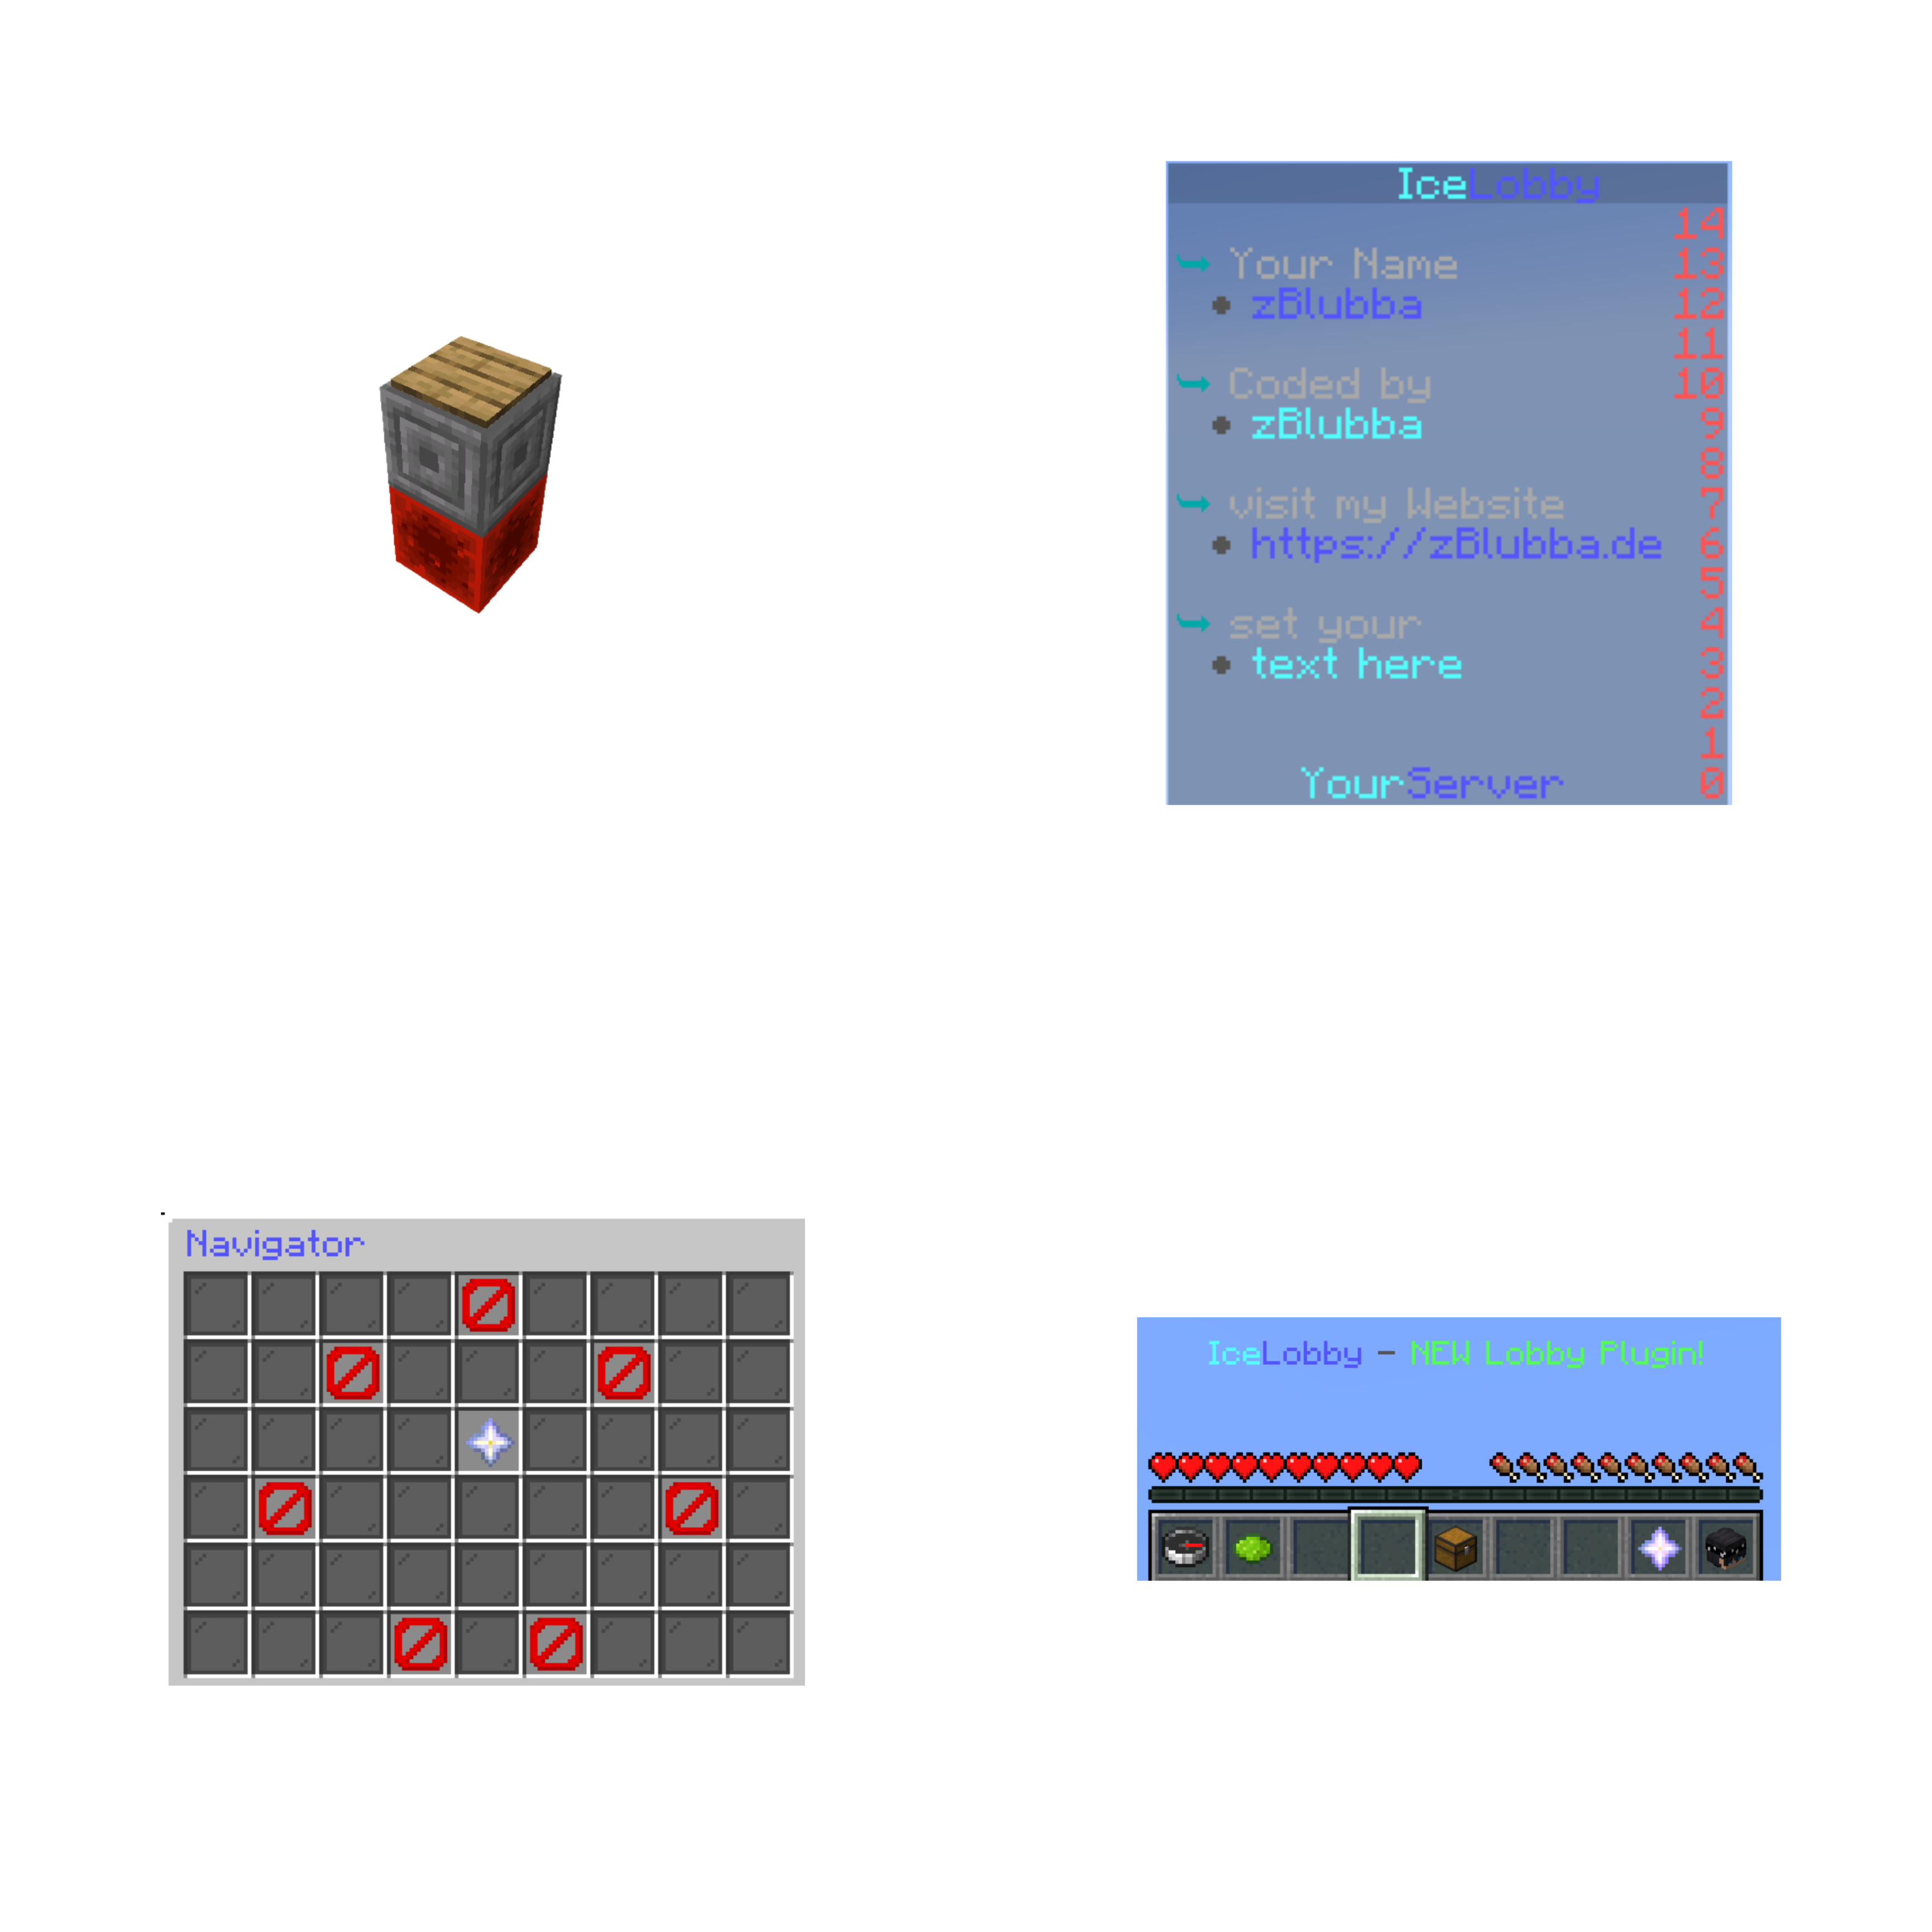 IceLobby
14
➥ Your Name 13
• zBlubba 12
11
➥ Coded by 10
• zBlubba 9
8
➥ visit my Website 7
• https://zBlubba.de 6
5
➥ set your 4
• text here 3
2
1
YourServer 0
Navigator
IceLobby - NEW Lobby Plugin!